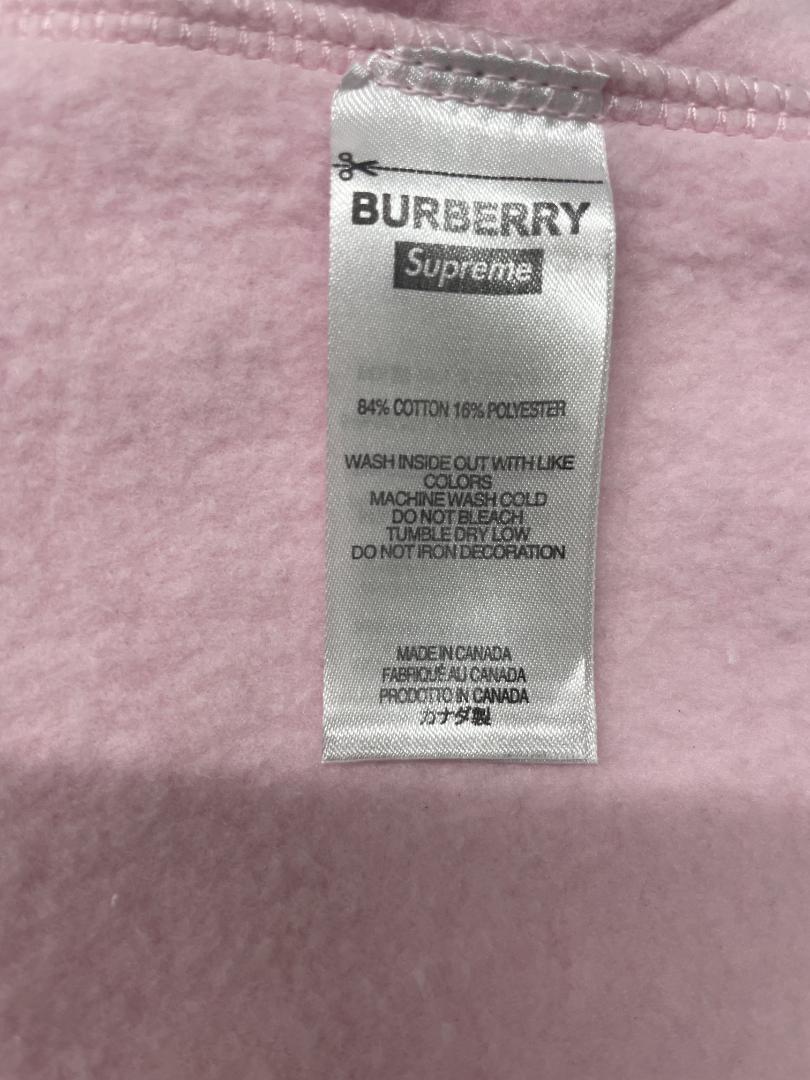 BURBERRY
Supreme
84% COTTON 16% POLYESTER
WASH INSIDE OUT WITH LIKE
COLORS
MACHINE WASH COLD
DO NOT BLEACH
TUMBLE DRY LOW
DO NOT IRON DECORATION
MADE IN CANADA
FABRIQUÉ AU CANADA
PRODOTTO IN CANADA
カナダ製